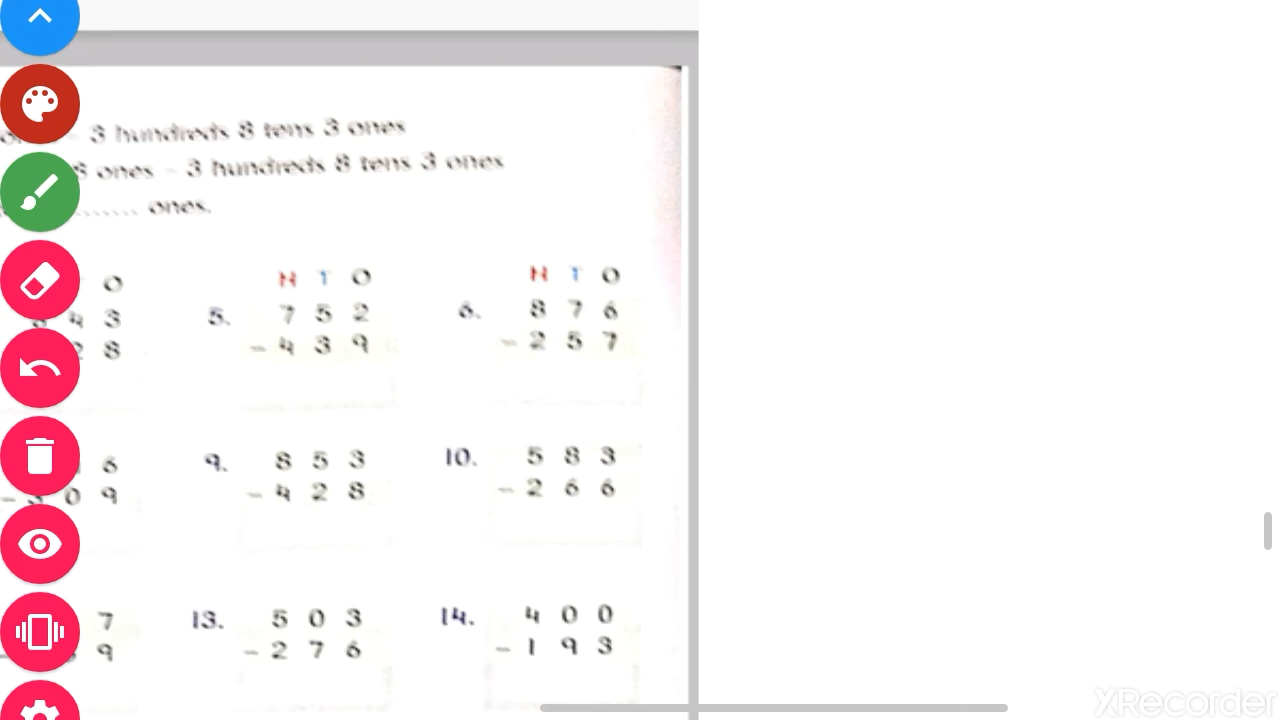 3 hundreds 8 tens 3 ones
8 ones - 3 hundreds 8 tens 3 ones
........ ones.
O H T O H T O
4 3 5. 7 5 2 6. 8 7 6
2 8 - 4 3 9 - 2 5 7
6 9. 8 5 3 10. 5 8 3
0 9 - 4 2 8 - 2 6 6
7 13. 5 0 3 14. 4 0 0
9 - 2 7 6 - 1 9 3
XRecorder